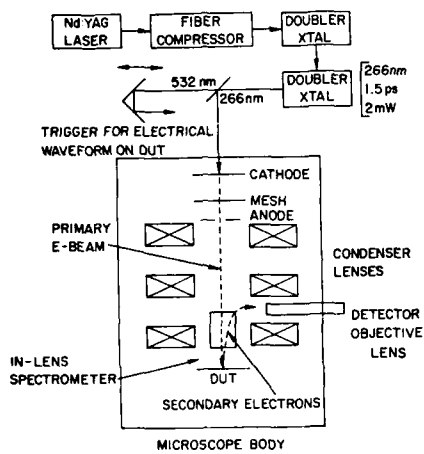 Nd:YAG
LASER
FIBER
COMPRESSOR
DOUBLER
XTAL
DOUBLER
XTAL
266nm
1.5 ps
2mW
532 nm
266nm
TRIGGER FOR ELECTRICAL
WAVEFORM ON DUT
CATHODE
MESH
ANODE
PRIMARY
E-BEAM
CONDENSER
LENSES
DETECTOR
OBJECTIVE
LENS
IN-LENS
SPECTROMETER
DUT
SECONDARY ELECTRONS
MICROSCOPE BODY